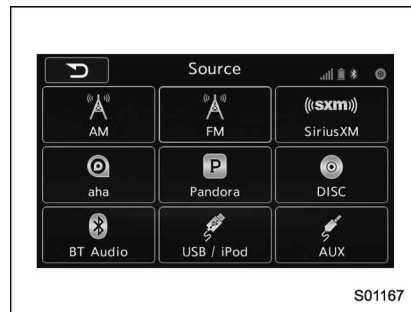 Source
AM
FM
((sxm))
SiriusXM
aha
P
Pandora
DISC
BT Audio
USB / iPod
AUX
S01167